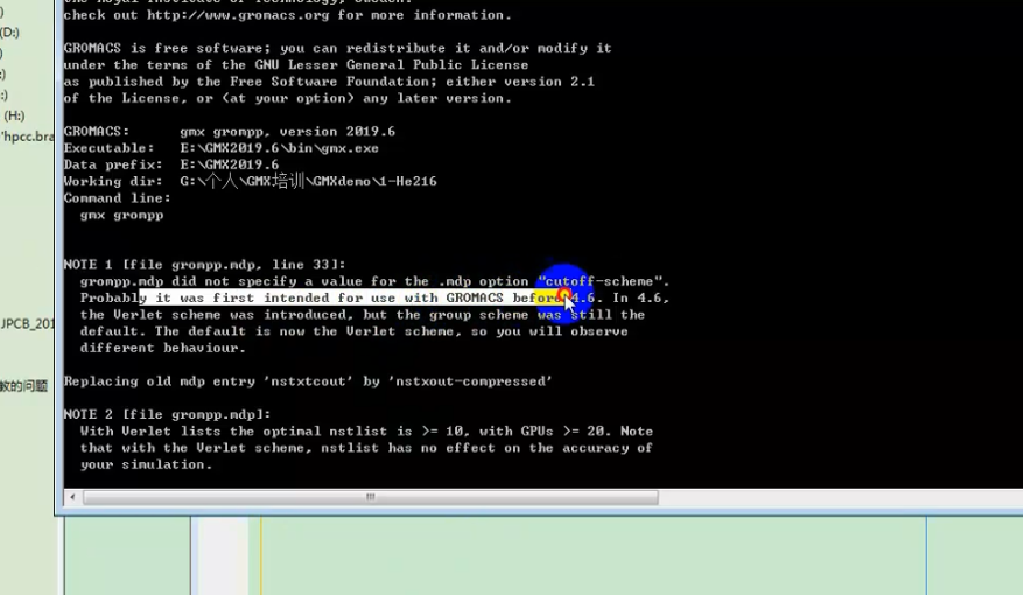 check out http://www.gromacs.org for more information.
GROMACS is free software; you can redistribute it and/or modify it
under the terms of the GNU Lesser General Public License
as published by the Free Software Foundation; either version 2.1
of the License, or (at your option) any later version.
GROMACS: gmx grompp, version 2019.6
Executable: E:\GMX2019.6\bin\gmx.exe
Data prefix: E:\GMX2019.6
Working dir: G:\个人\GMX培训\GMXdemo\1-He216
Command line:
gmx grompp
NOTE 1 [file grompp.mdp, line 33]:
grompp.mdp did not specify a value for the .mdp option "cutoff-scheme".
Probably it was first intended for use with GROMACS before 4.6. In 4.6,
the Verlet scheme was introduced, but the group scheme was still the
default. The default is now the Verlet scheme, so you will observe
different behaviour.
Replacing old mdp entry 'nstxtcout' by 'nstxout-compressed'
NOTE 2 [file grompp.mdp]:
With Verlet lists the optimal nstlist is >= 10, with GPUs >= 20. Note
that with the Verlet scheme, nstlist has no effect on the accuracy of
your simulation.
(D:)
(H:)
'hpcc.bra
JPCB_201
的问题